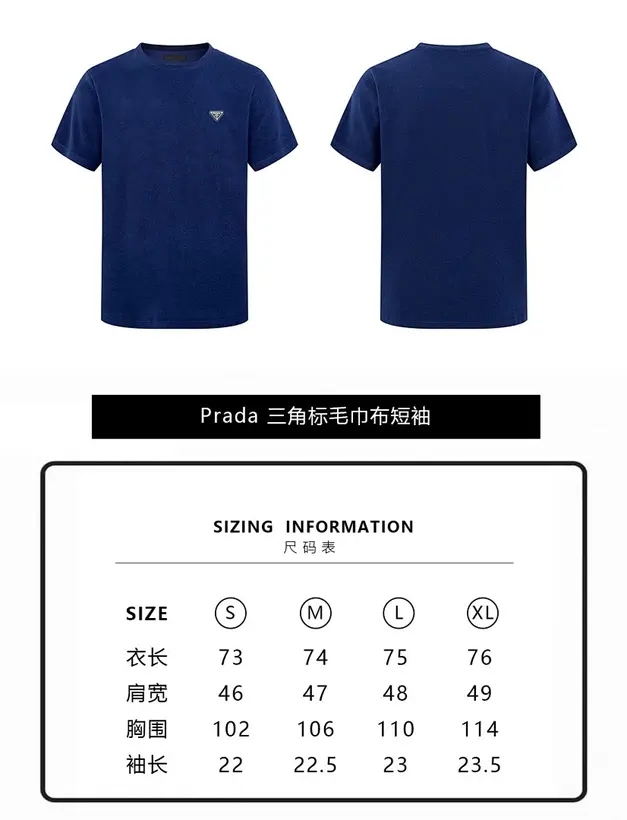 Prada 三角标毛巾布短袖
SIZING INFORMATION
尺码表
SIZE S M L XL
衣长 73 74 75 76
肩宽 46 47 48 49
胸围 102 106 110 114
袖长 22 22.5 23 23.5